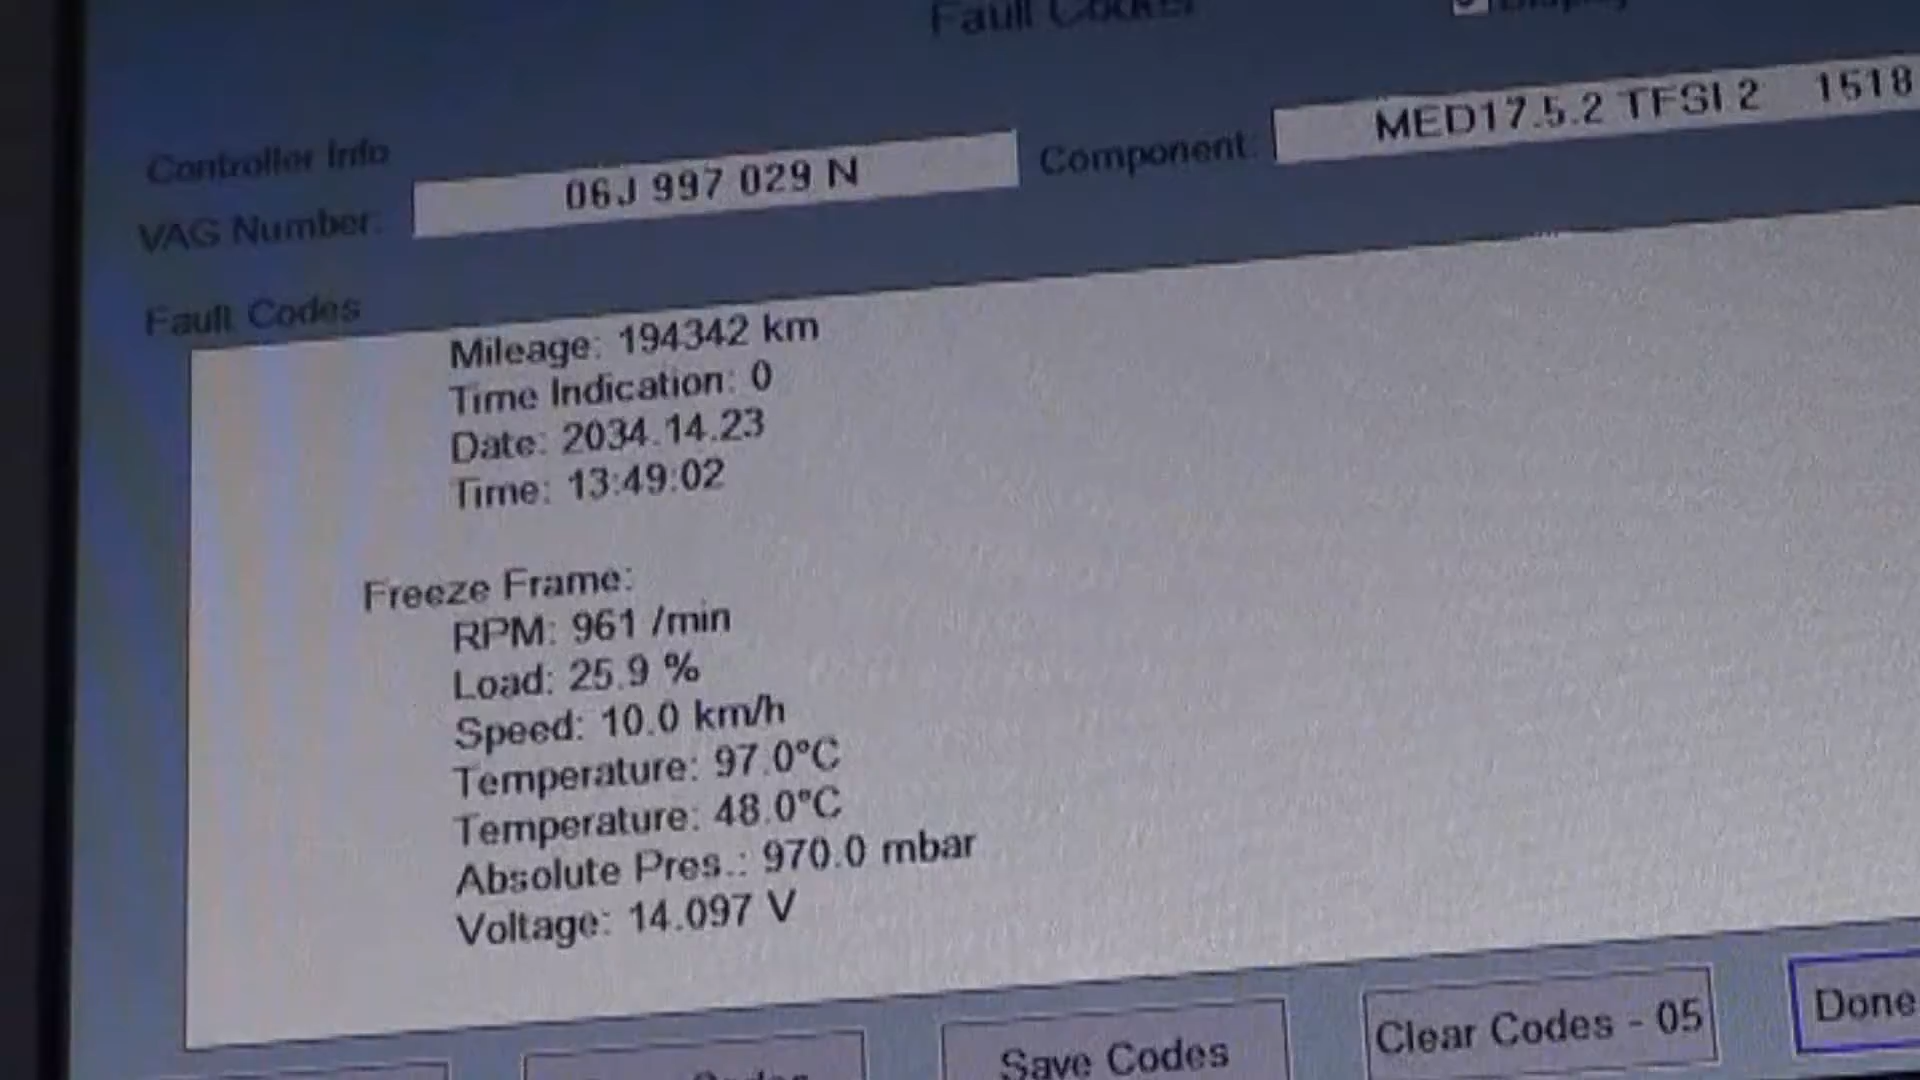 Fault Codes
Controller Info
VAG Number: 06J 997 029 N Component: MED17.5.2 TFSI 2 1518
Fault Codes
Mileage: 194342 km
Time Indication: 0
Date: 2034.14.23
Time: 13:49:02
Freeze Frame:
RPM: 961 /min
Load: 25.9 %
Speed: 10.0 km/h
Temperature: 97.0°C
Temperature: 48.0°C
Absolute Pres.: 970.0 mbar
Voltage: 14.097 V
Save Codes
Clear Codes - 05
Done